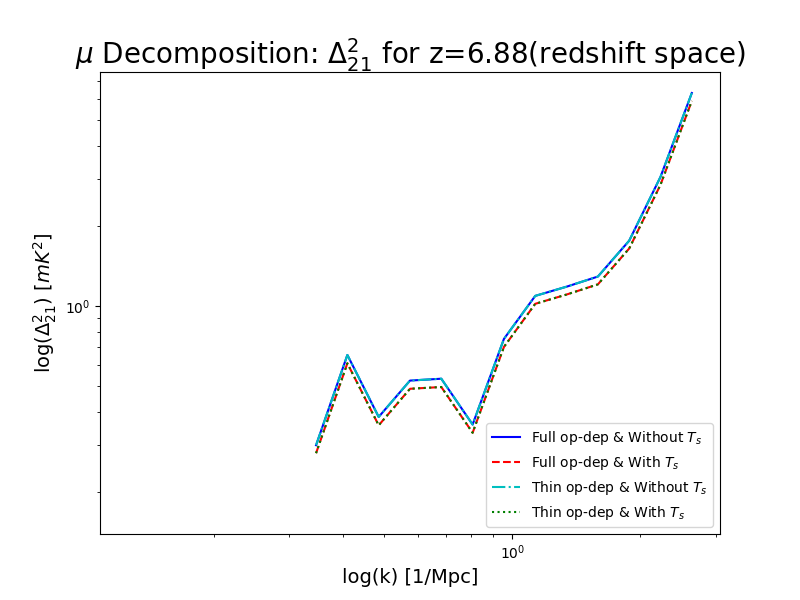 μ Decomposition: Δ²₂₁ for z=6.88(redshift space)
log(Δ²₂₁) [mK²]
10⁰
10⁰
log(k) [1/Mpc]
Full op-dep & Without Tₛ
Full op-dep & With Tₛ
Thin op-dep & Without Tₛ
Thin op-dep & With Tₛ